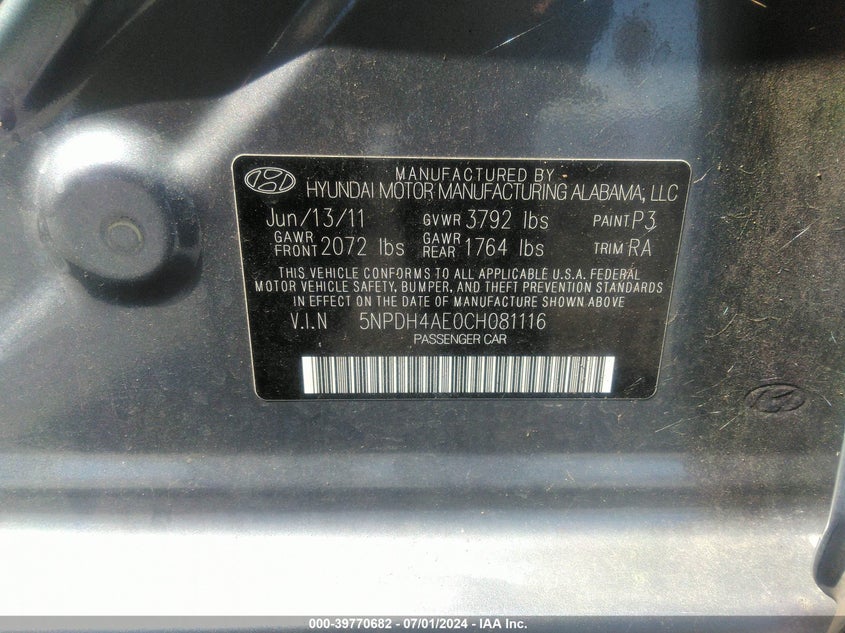 MANUFACTURED BY
HYUNDAI MOTOR MANUFACTURING ALABAMA, LLC
Jun/13/11 GVWR 3792 lbs PAINT P3
GAWR FRONT 2072 lbs GAWR REAR 1764 lbs TRIM RA
THIS VEHICLE CONFORMS TO ALL APPLICABLE U.S.A. FEDERAL
MOTOR VEHICLE SAFETY, BUMPER, AND THEFT PREVENTION STANDARDS
IN EFFECT ON THE DATE OF MANUFACTURE SHOWN ABOVE
V.I.N 5NPDH4AE0CH081116
PASSENGER CAR
000-39770682 - 07/01/2024 - IAA Inc.